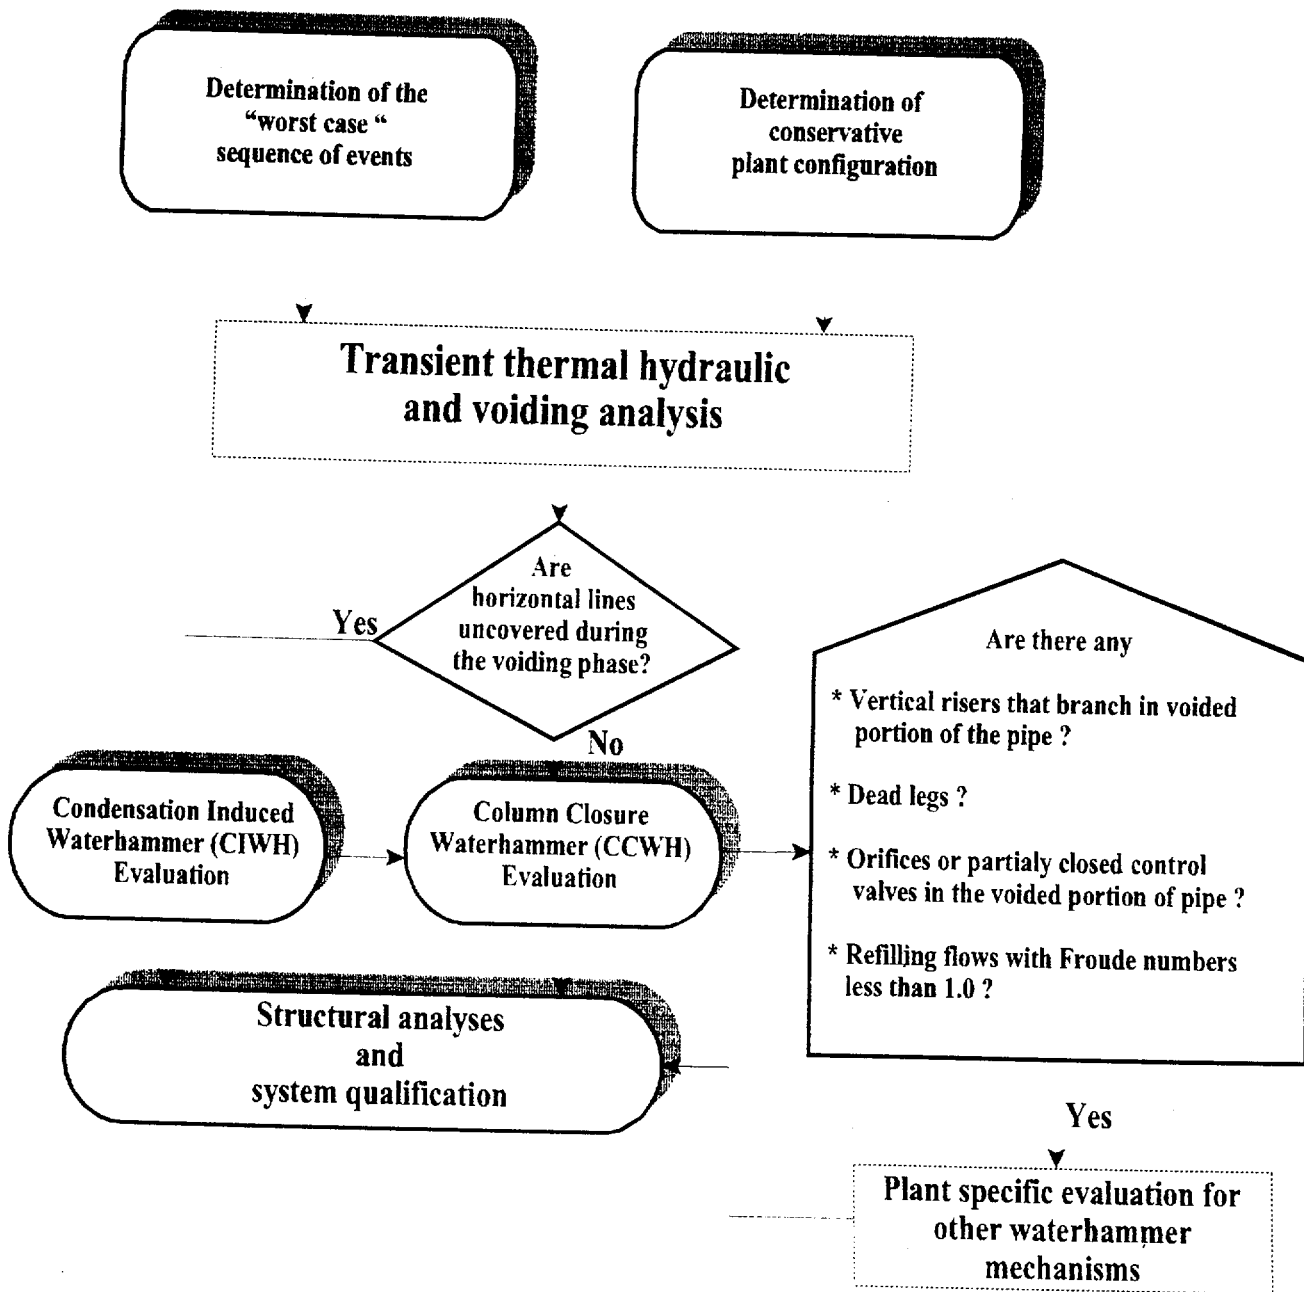 Determination of the
“worst case “
sequence of events
Determination of
conservative
plant configuration
Transient thermal hydraulic
and voiding analysis
Are
horizontal lines
uncovered during
the voiding phase?
Yes
No
Condensation Induced
Waterhammer (CIWH)
Evaluation
Column Closure
Waterhammer (CCWH)
Evaluation
Are there any
* Vertical risers that branch in voided
portion of the pipe ?
* Dead legs ?
* Orifices or partialy closed control
valves in the voided portion of pipe ?
* Refilling flows with Froude numbers
less than 1.0 ?
Structural analyses
and
system qualification
Yes
Plant specific evaluation for
other waterhammer
mechanisms